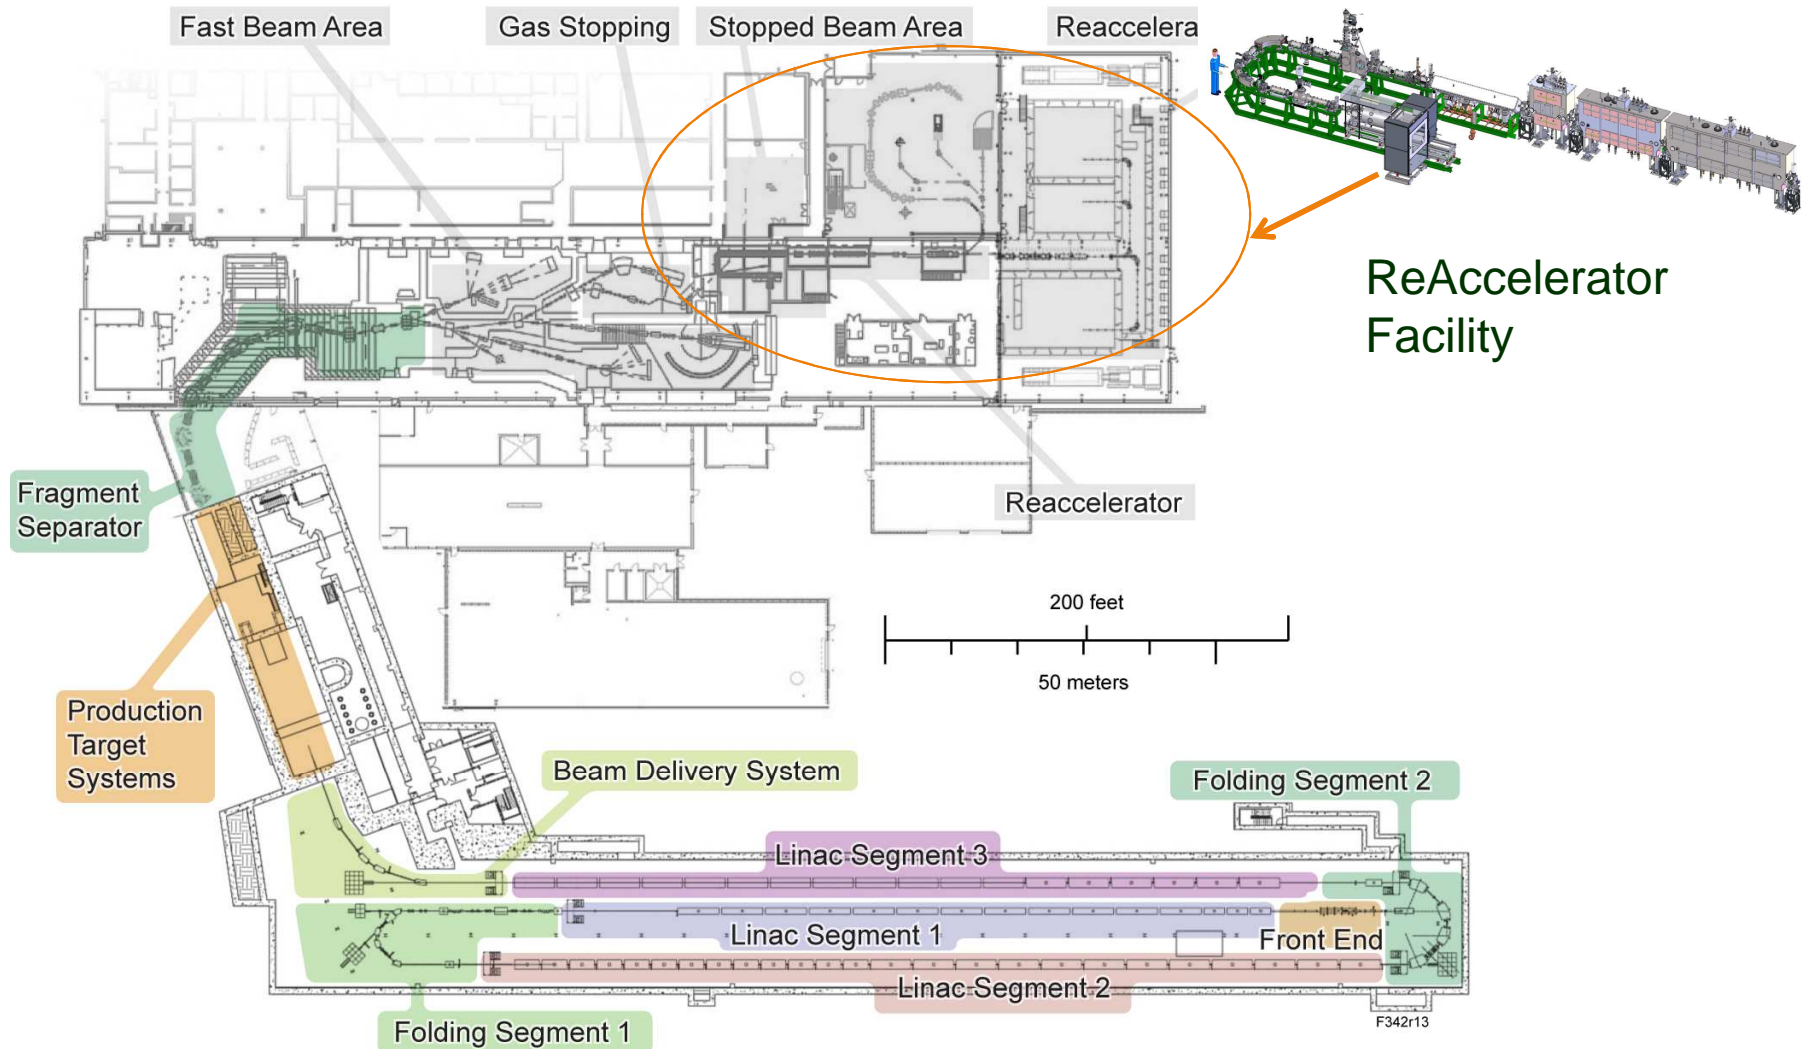 Fast Beam Area
Gas Stopping
Stopped Beam Area
Reaccelera
ReAccelerator
Facility
Fragment
Separator
Reaccelerator
200 feet
50 meters
Production
Target
Systems
Beam Delivery System
Folding Segment 2
Linac Segment 3
Linac Segment 1
Front End
Linac Segment 2
F342r13
Folding Segment 1